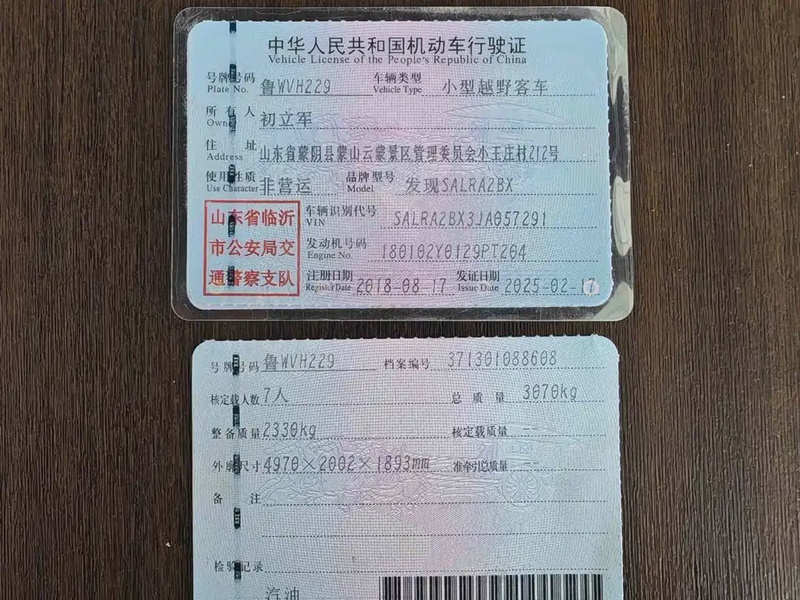 中华人民共和国机动车行驶证
Vehicle License of the People's Republic of China
号牌号码 鲁WVH229 车辆类型 小型越野客车
Plate No. Vehicle Type
所有人 初立军
Owner
住址 山东省蒙阴县蒙山云蒙景区管理委员会小王庄村212号
Address
使用性质 非营运 品牌型号 发现SALRA2BX
Use Character Model
山东省临沂
市公安局交
通警察支队
车辆识别代号 SALRA2BX3JA057291
VIN
发动机号码 180102Y0129PT204
Engine No.
注册日期 2018-08-17 发证日期 2025-02-17
Register Date Issue Date
号牌号码 鲁WVH229 档案编号 371301088608
核定载人数 7人 总质量 3070kg
整备质量 2330kg 核定载质量 --
外廓尺寸 4970×2002×1893mm 准牵引总质量 --
备注
检验记录
汽油